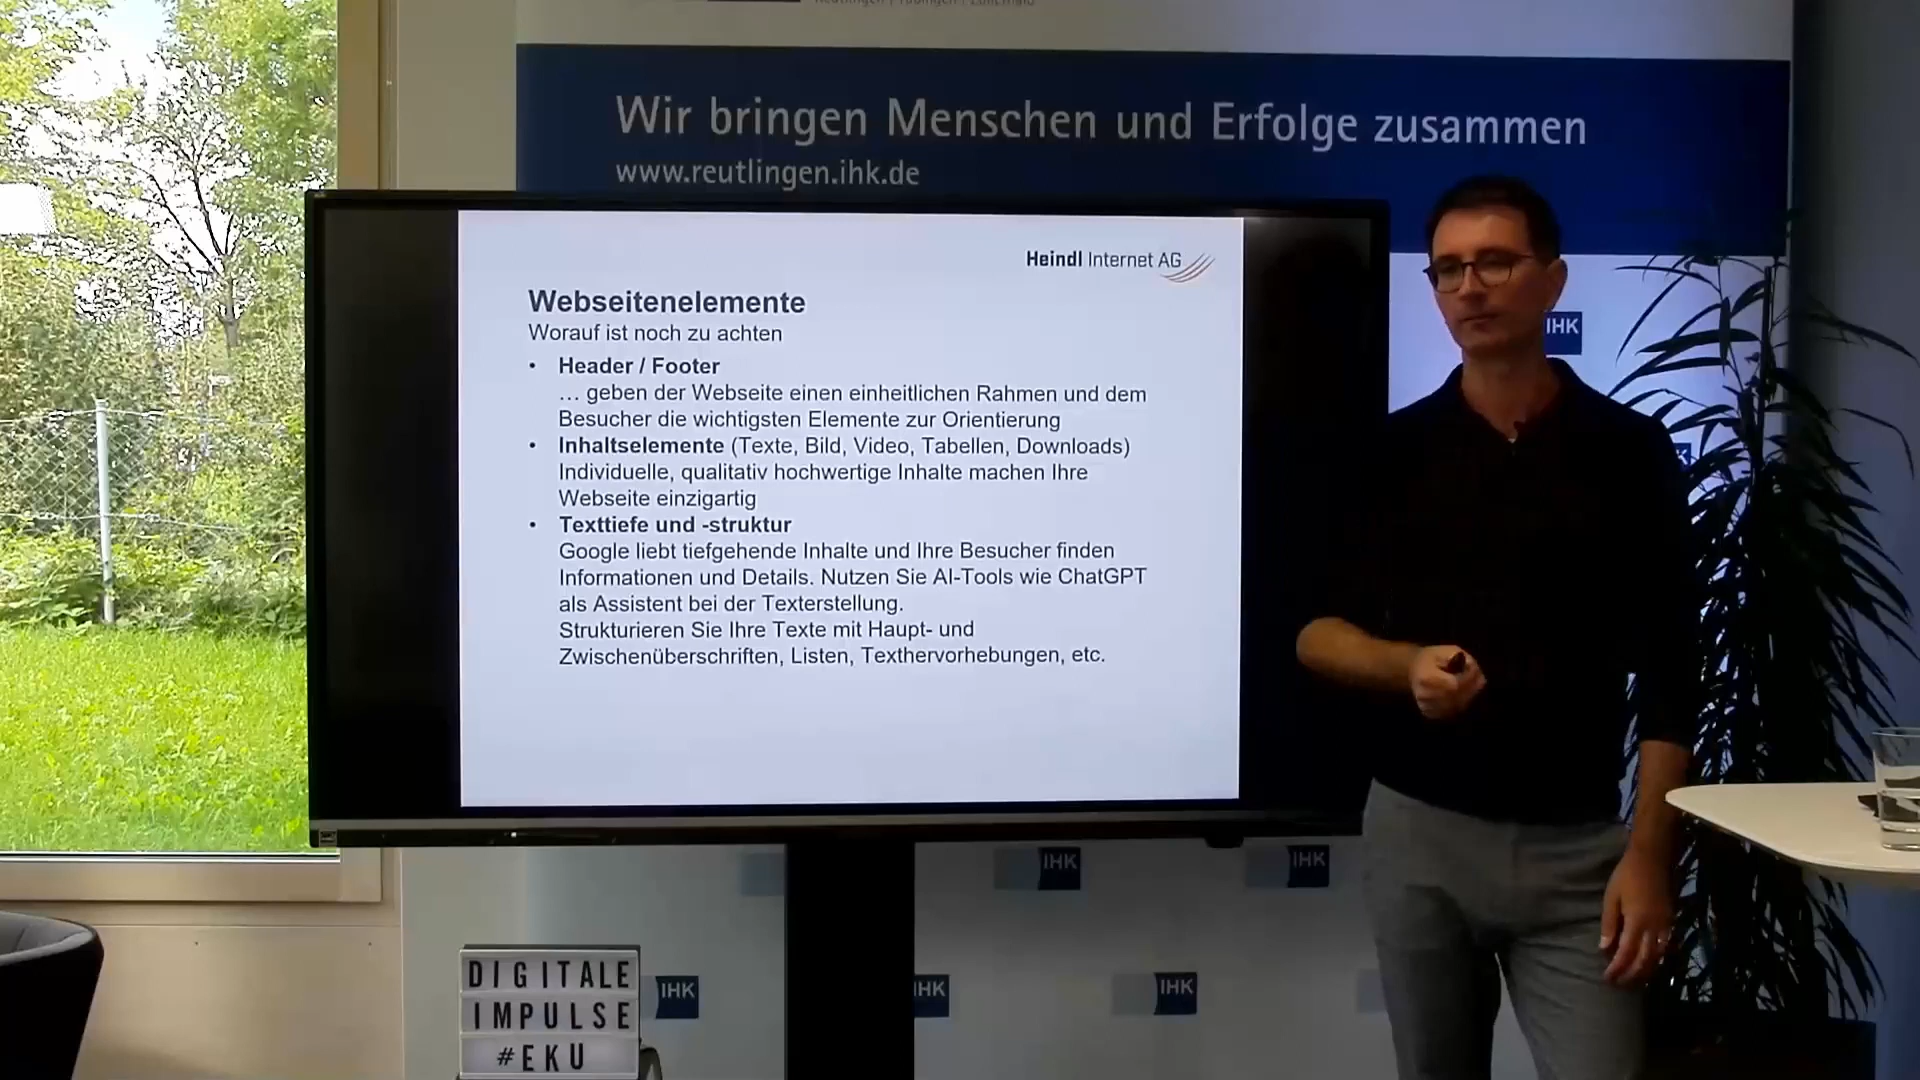 Wir bringen Menschen und Erfolge zusammen
www.reutlingen.ihk.de
Heindl Internet AG
Webseitenelemente
Worauf ist noch zu achten
• Header / Footer
… geben der Webseite einen einheitlichen Rahmen und dem
Besucher die wichtigsten Elemente zur Orientierung
• Inhaltselemente (Texte, Bild, Video, Tabellen, Downloads)
Individuelle, qualitativ hochwertige Inhalte machen Ihre
Webseite einzigartig
• Texttiefe und -struktur
Google liebt tiefgehende Inhalte und Ihre Besucher finden
Informationen und Details. Nutzen Sie AI-Tools wie ChatGPT
als Assistent bei der Texterstellung.
Strukturieren Sie Ihre Texte mit Haupt- und
Zwischenüberschriften, Listen, Texthervorhebungen, etc.
IHK
IHK
IHK
DIGITALE
IMPULSE
#EKU
IHK
IHK
IHK